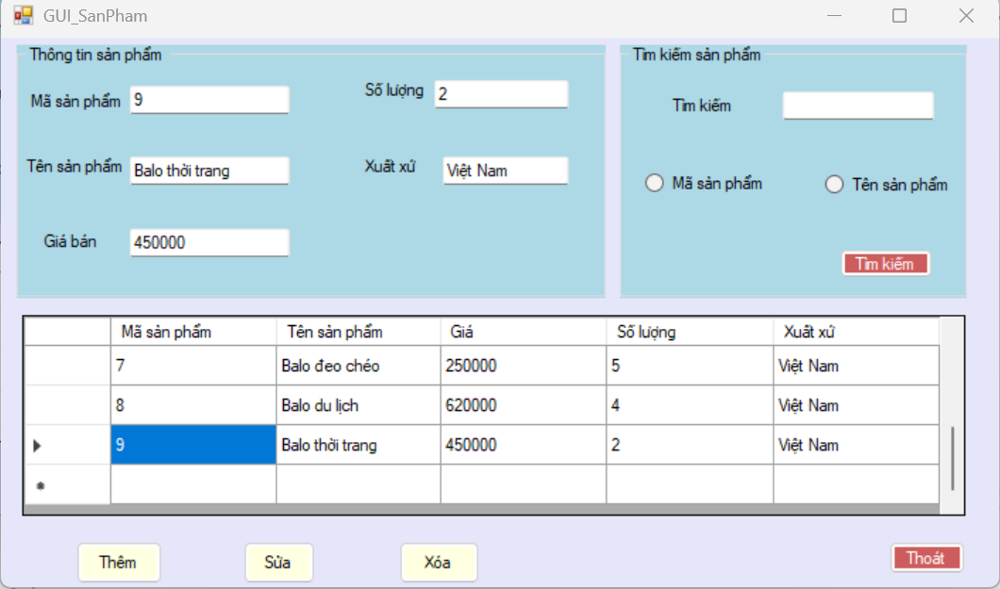 GUI_SanPham
Thông tin sản phẩm
Mã sản phẩm 9
Số lượng 2
Tên sản phẩm Balo thời trang
Xuất xứ Việt Nam
Giá bán 450000
Tìm kiếm sản phẩm
Tìm kiếm
Mã sản phẩm Tên sản phẩm
Tìm kiếm
Mã sản phẩm Tên sản phẩm Giá Số lượng Xuất xứ
7 Balo đeo chéo 250000 5 Việt Nam
8 Balo du lịch 620000 4 Việt Nam
9 Balo thời trang 450000 2 Việt Nam
Thêm Sửa Xóa Thoát